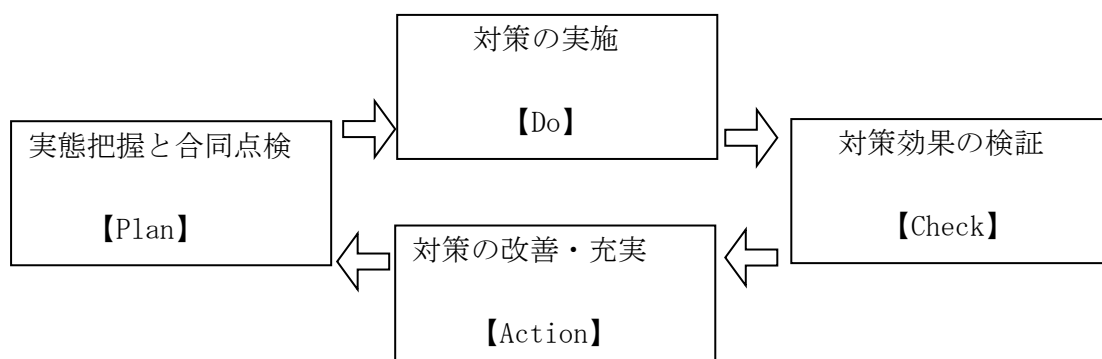 対策の実施
【Do】
実態把握と合同点検
【Plan】
対策効果の検証
【Check】
対策の改善・充実
【Action】